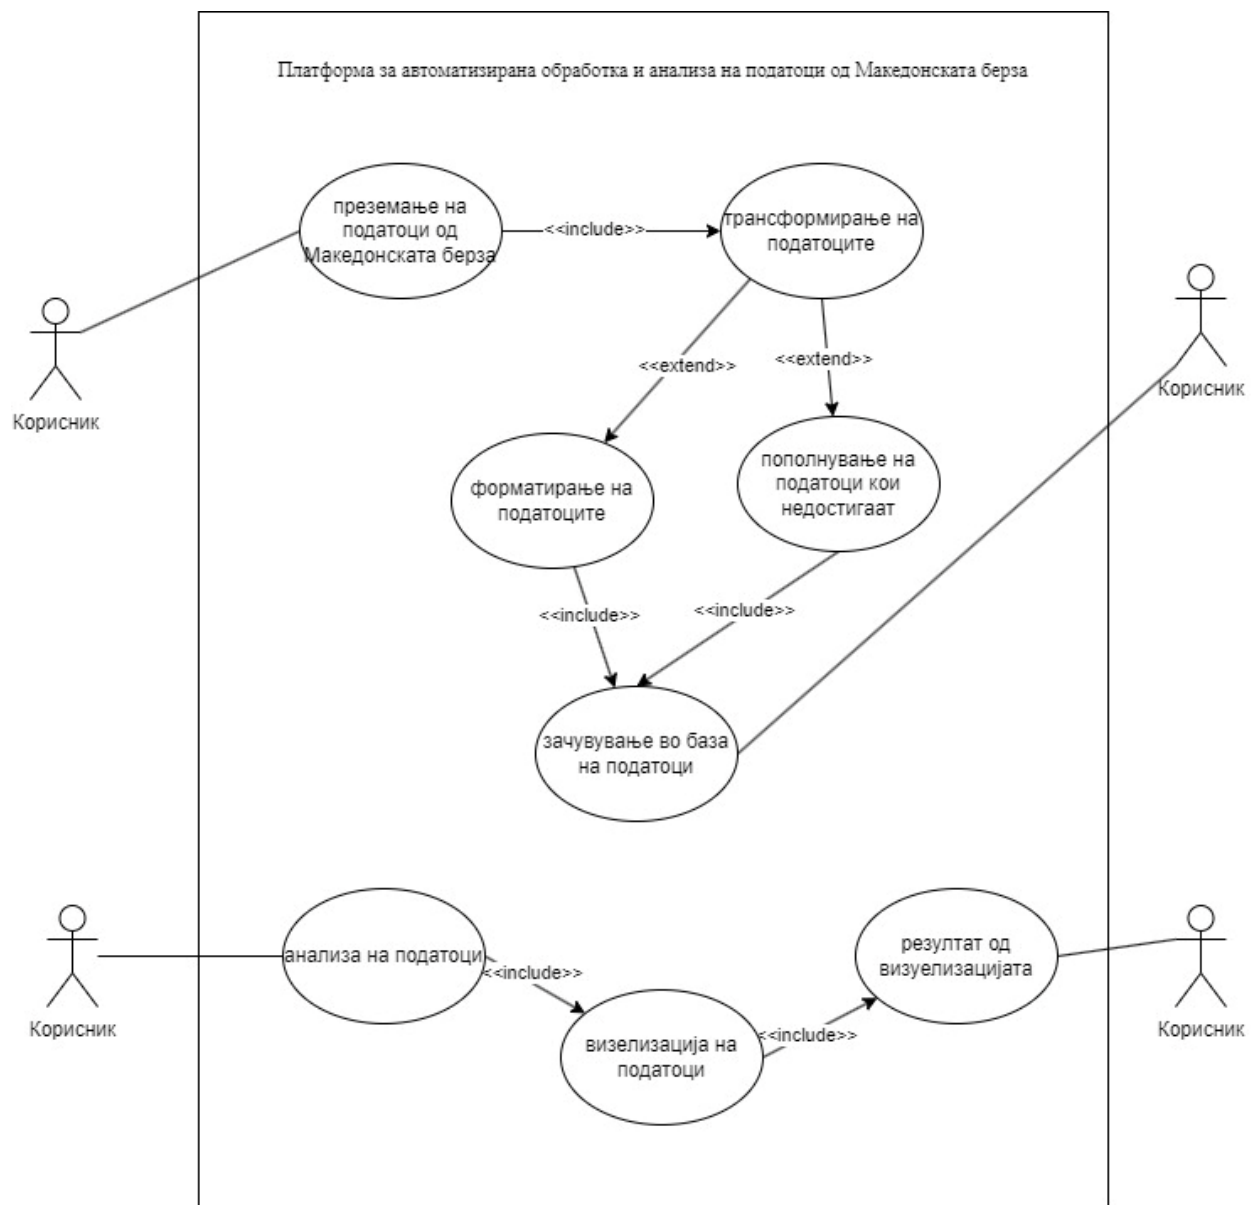 Платформа за автоматизирана обработка и анализа на податоци од Македонската берза
преземање на
податоци од
Македонската берза
<<include>>
трансформирање на
податоците
Корисник
Корисник
<<extend>>
<<extend>>
форматирање на
податоците
пополнување на
податоци кои
недостигаат
<<include>>
<<include>>
зачувување во база
на податоци
анализа на податоци
<<include>>
визелизација на
податоци
<<include>>
резултат од
визуелизацијата
Корисник
Корисник